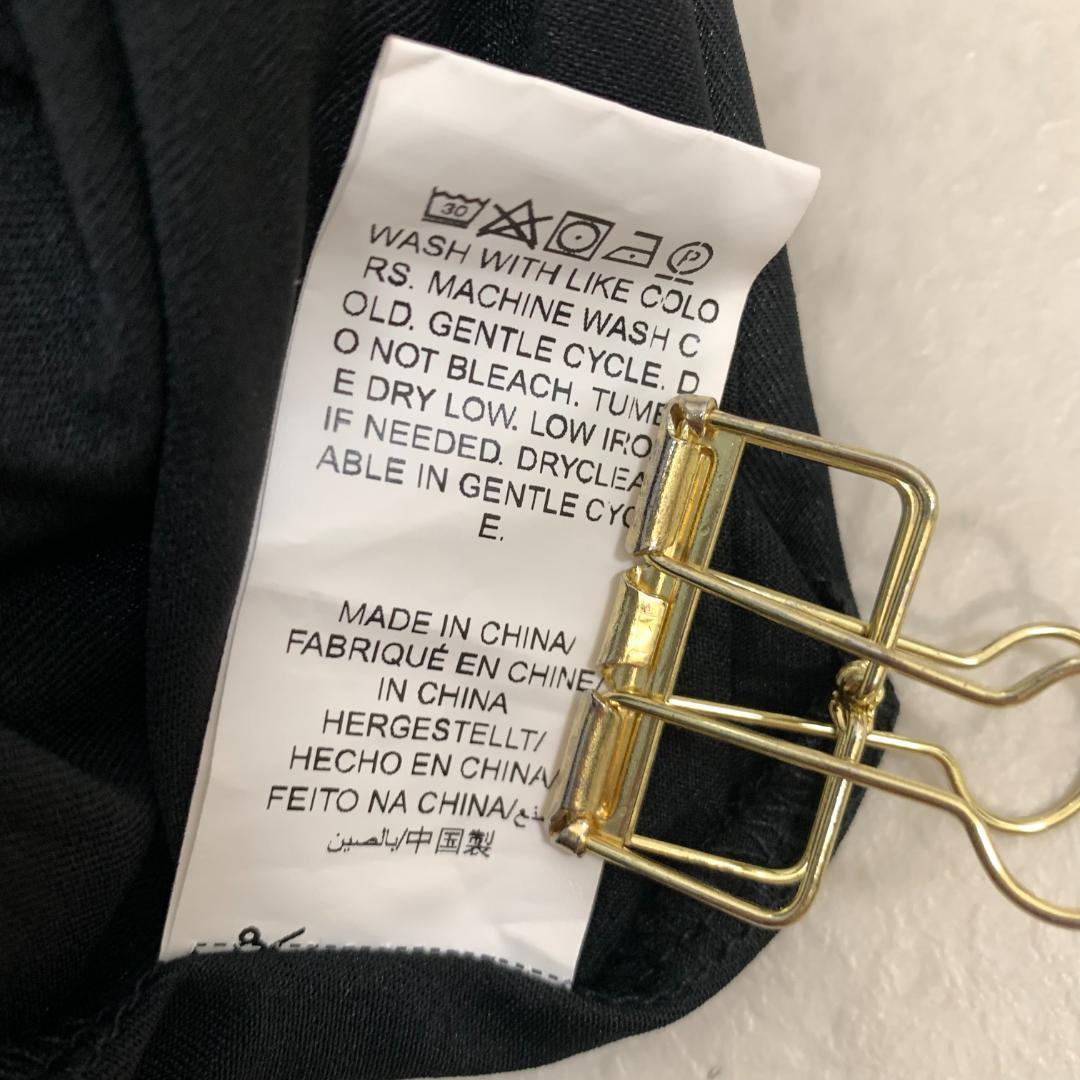 30
P
WASH WITH LIKE COLO
RS. MACHINE WASH C
OLD. GENTLE CYCLE. D
O NOT BLEACH. TUM
E DRY LOW. LOW IRO
IF NEEDED. DRYCLEA
ABLE IN GENTLE CYC
E.
MADE IN CHINA/
FABRIQUÉ EN CHINE/
IN CHINA
HERGESTELLT/
HECHO EN CHINA/
FEITO NA CHINA/
بالصين/中国製